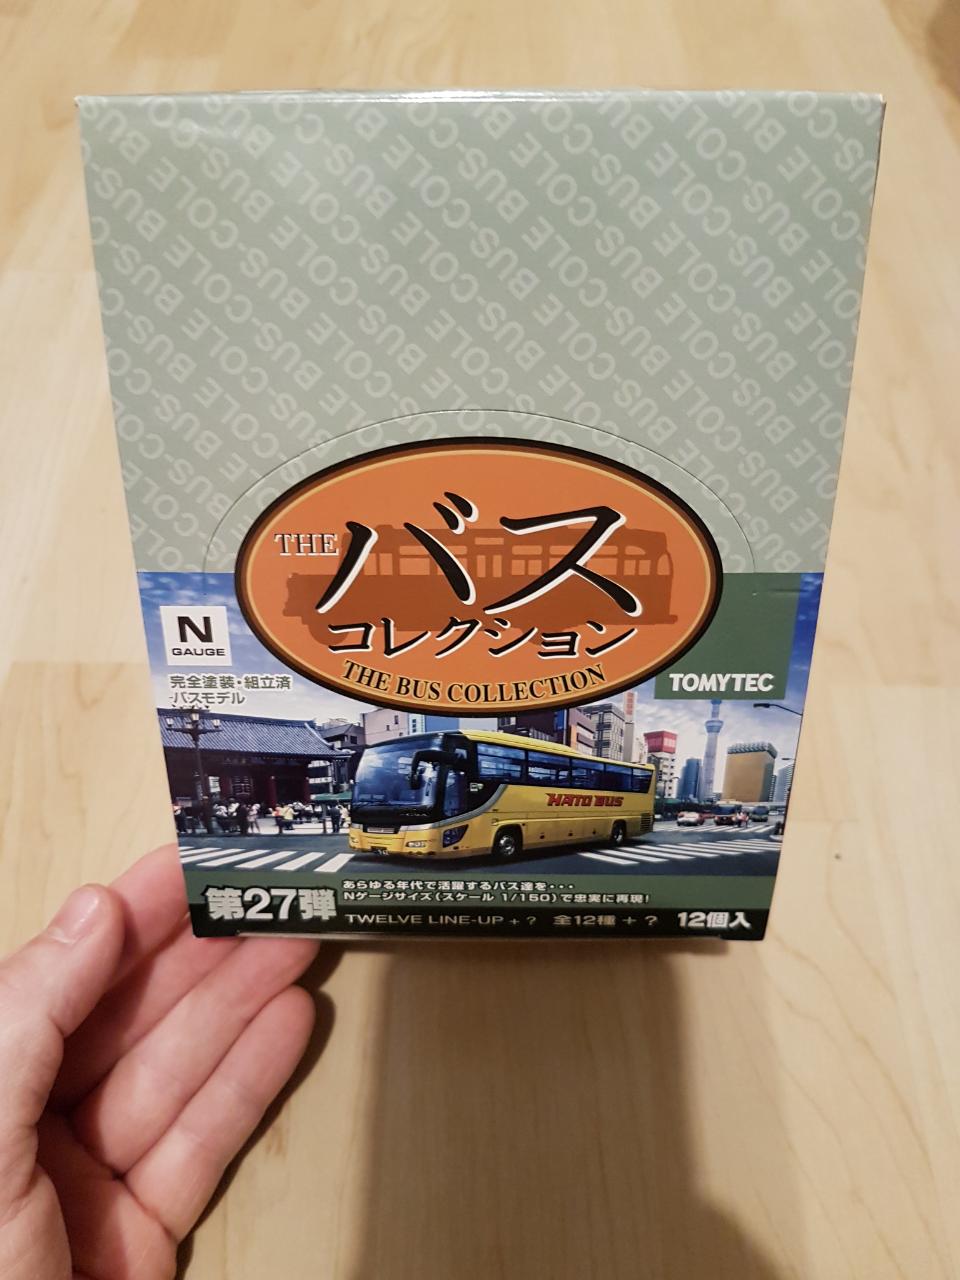 BUS-COLE BUS-COLE BUS-COLE
THE バス
コレクション
THE BUS COLLECTION
N
GAUGE
TOMYTEC
完全塗装・組立済
バスモデル
HATO BUS
第27弾
あらゆる年代で活躍するバス達を・・・
Nゲージサイズ(スケール 1/150)で忠実に再現!
TWELVE LINE-UP + ? 全12種 + ? 12個入